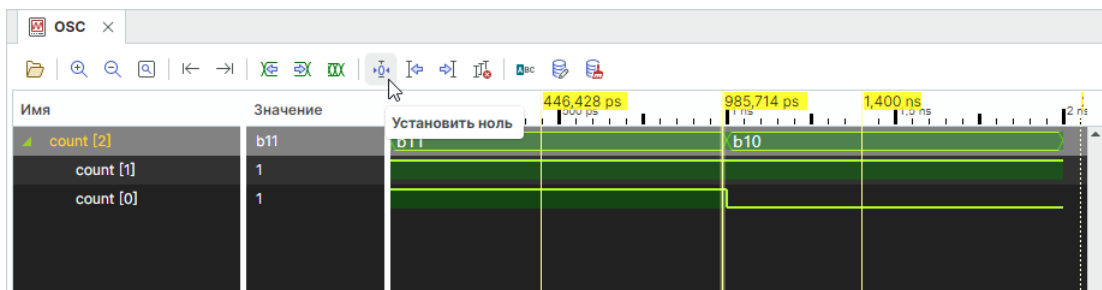 OSC
ABC
Имя
Значение
Установить ноль
446,428 ps
985,714 ps
1,400 ns
500 ps
1 ns
1,5 ns
2 ns
count [2]
b11
b11
b10
count [1]
1
count [0]
1